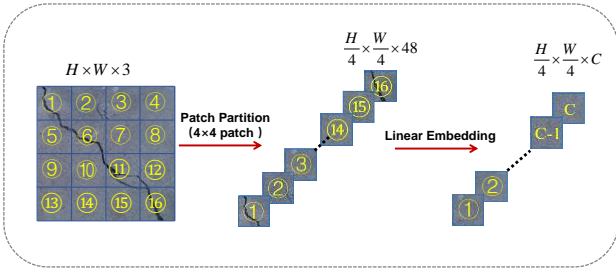 H×W×3
① ② ③ ④
⑤ ⑥ ⑦ ⑧
⑨ ⑩ ⑪ ⑫
⑬ ⑭ ⑮ ⑯
Patch Partition
(4×4 patch )
H/4 × W/4 ×48
⑯
⑮
⑭
③
②
①
Linear Embedding
H/4 × W/4 ×C
C
C-1
②
①